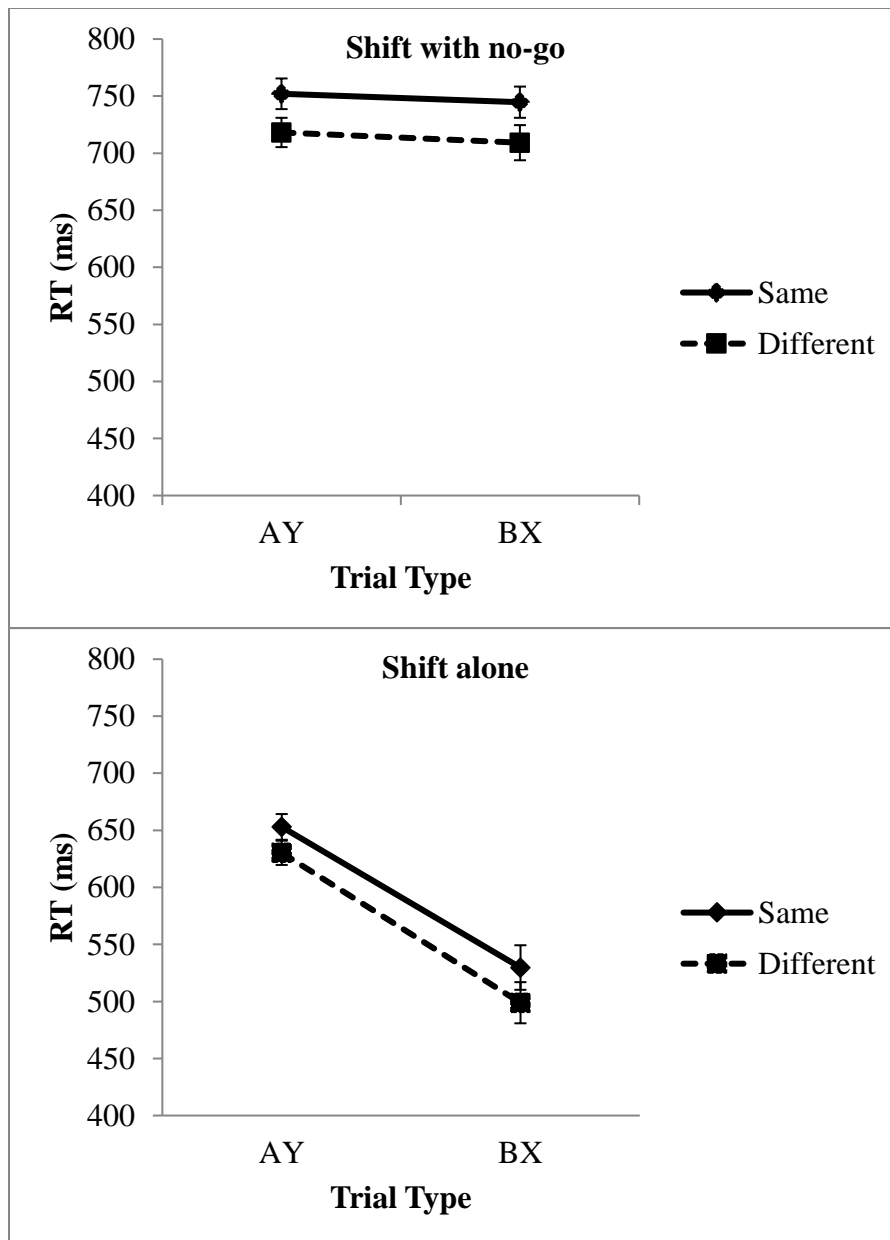 Shift with no-go
800
750
700
650
600
550
500
450
400
RT (ms)
AY BX
Trial Type
Same
Different
Shift alone
800
750
700
650
600
550
500
450
400
RT (ms)
AY BX
Trial Type
Same
Different